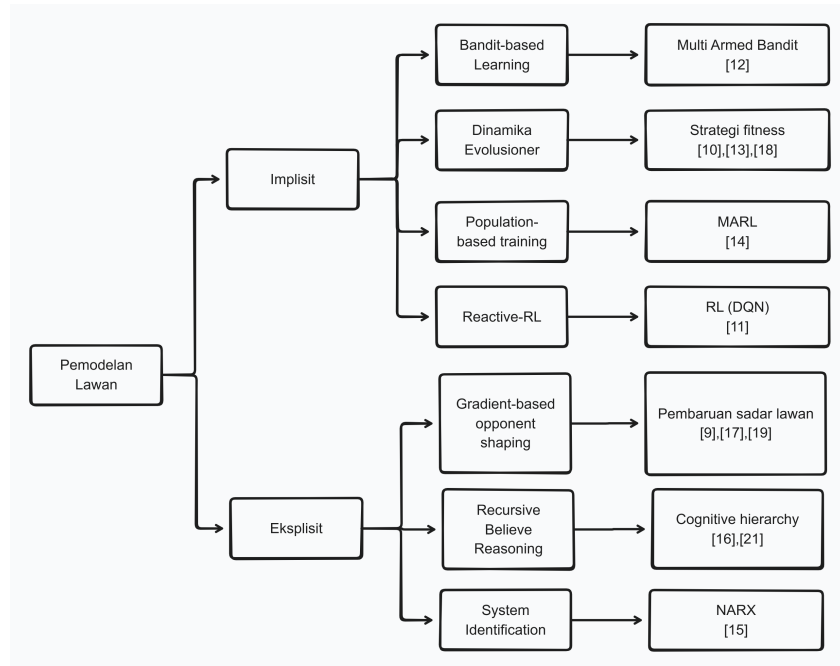 Pemodelan
Lawan
Implisit
Bandit-based
Learning
Multi Armed Bandit
[12]
Dinamika
Evolusioner
Strategi fitness
[10],[13],[18]
Population-
based training
MARL
[14]
Reactive-RL
RL (DQN)
[11]
Eksplisit
Gradient-based
opponent
shaping
Pembaruan sadar lawan
[9],[17],[19]
Recursive
Believe
Reasoning
Cognitive hierarchy
[16],[21]
System
Identification
NARX
[15]